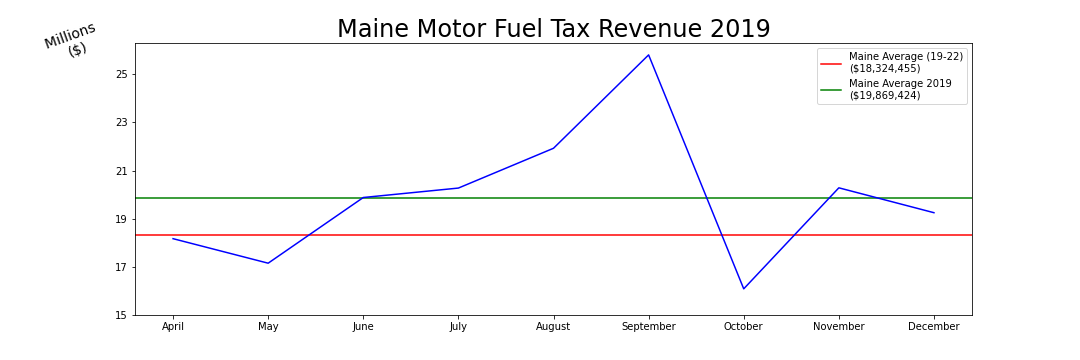 Maine Motor Fuel Tax Revenue 2019
Millions
($)
Maine Average (19-22)
($18,324,455)
Maine Average 2019
($19,869,424)
25
23
21
19
17
15
April May June July August September October November December